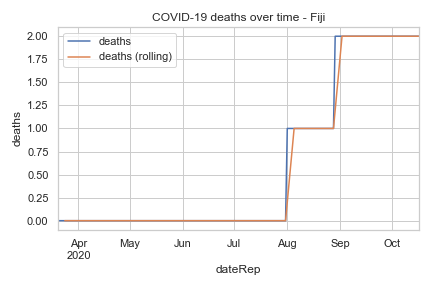 COVID-19 deaths over time - Fiji
deaths
deaths (rolling)
deaths
2.00
1.75
1.50
1.25
1.00
0.75
0.50
0.25
0.00
Apr May Jun Jul Aug Sep Oct
2020
dateRep